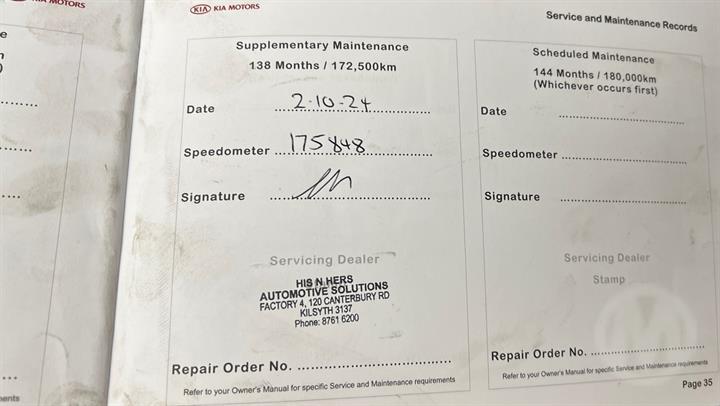 MOTORS
KIA KIA MOTORS
Service and Maintenance Records
Supplementary Maintenance
138 Months / 172,500km
Date 2.10.24
Speedometer 175848
Signature
Servicing Dealer
HIS N HERS
AUTOMOTIVE SOLUTIONS
FACTORY 4, 120 CANTERBURY RD
KILSYTH 3137
Phone: 8761 6200
Repair Order No.
Refer to your Owner's Manual for specific Service and Maintenance requirements
Scheduled Maintenance
144 Months / 180,000km
(Whichever occurs first)
Date
Speedometer
Signature
Servicing Dealer
Stamp
Repair Order No.
Refer to your Owner's Manual for specific Service and Maintenance requirements
Page 35